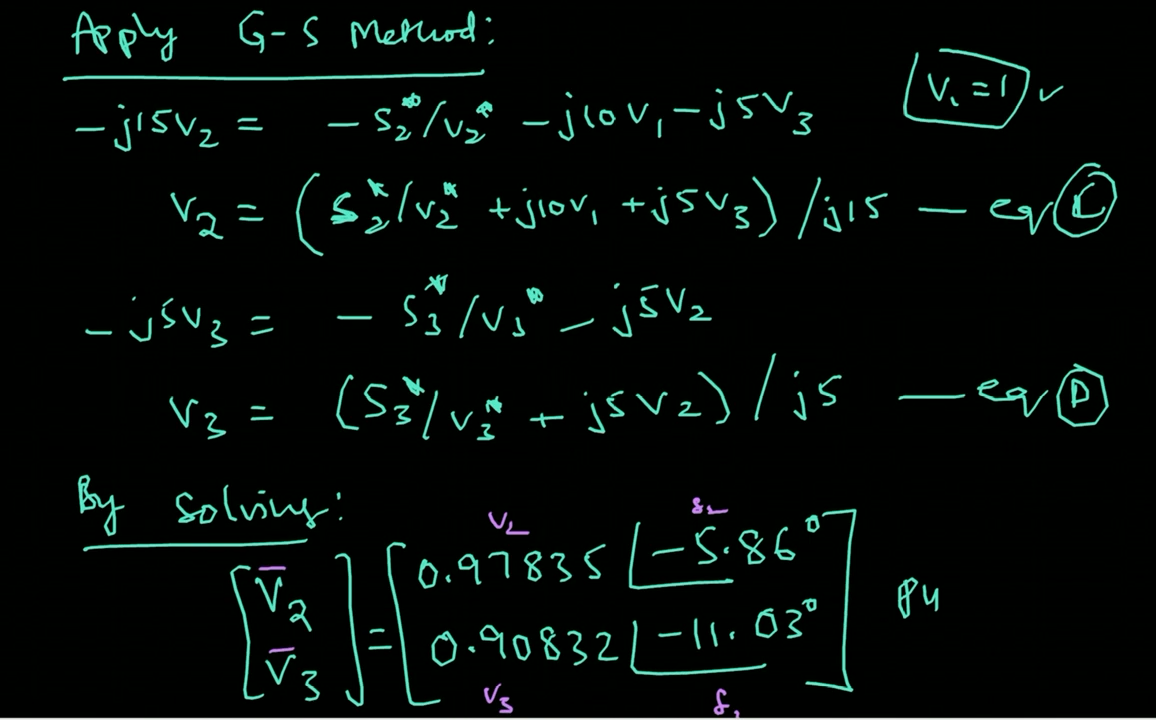 Apply G-S Method:
V₁ = 1 ✓
-j15V₂ = -S₂*/V₂* -j10V₁ -j5V₃
V₂ = (S₂*/V₂* +j10V₁ +j5V₃)/j15 — eq C
-j5V₃ = -S₃*/V₃* - j5V₂
V₃ = (S₃*/V₃* + j5V₂)/j5 — eq D
By solving:
V₂ δ₂
[V̅₂ = [0.97835 ∠-5.86°
V̅₃] 0.90832 ∠-11.03°] pu
V₃ δ₃